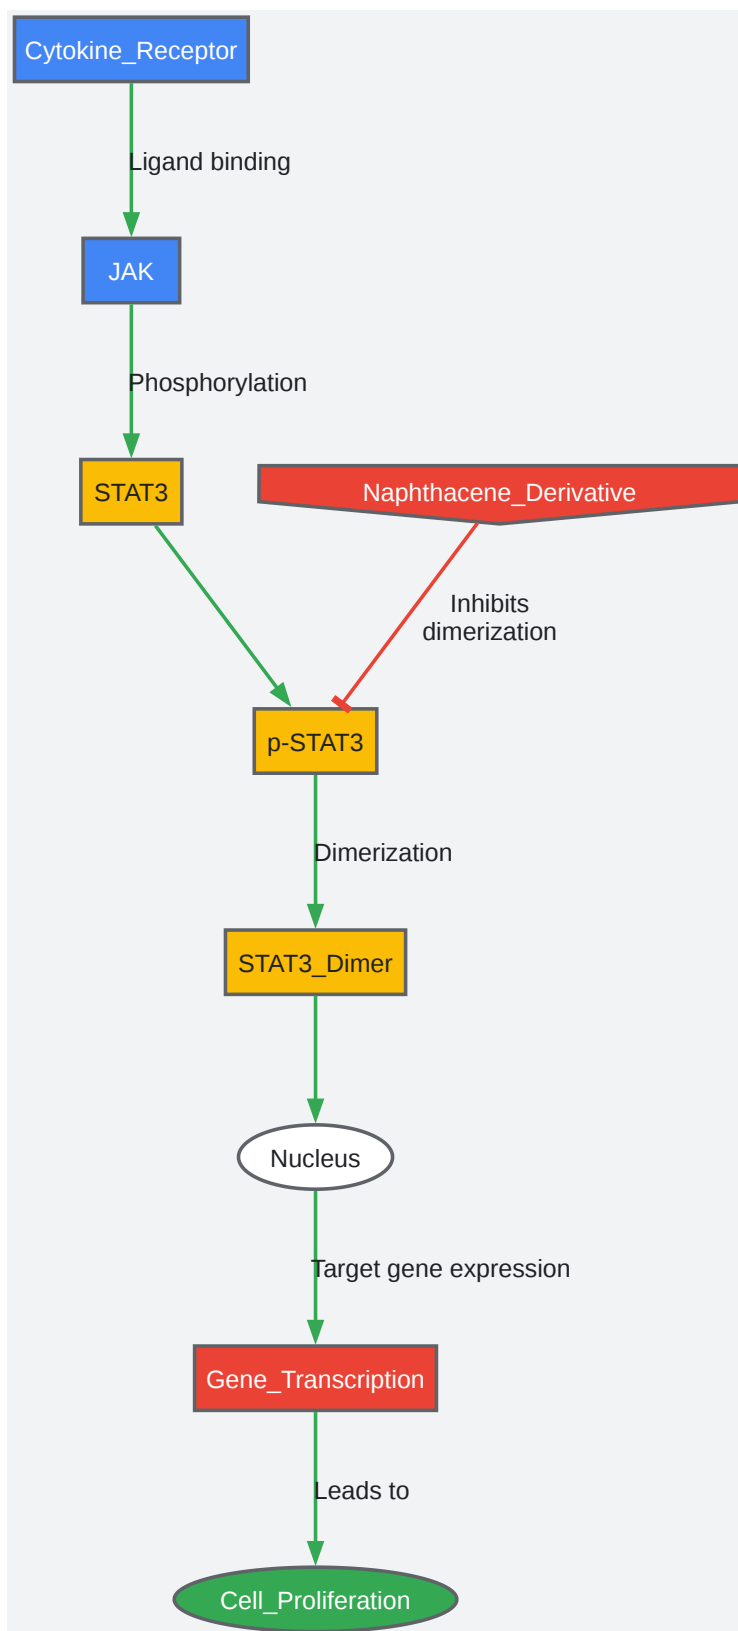 Cytokine_Receptor
Ligand binding
JAK
Phosphorylation
STAT3
Naphthacene_Derivative
Inhibits
dimerization
p-STAT3
Dimerization
STAT3_Dimer
Nucleus
Target gene expression
Gene_Transcription
Leads to
Cell_Proliferation